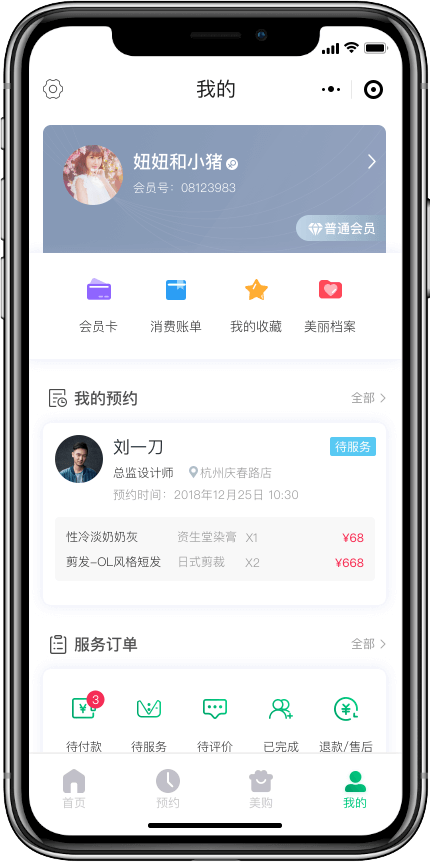 我的
妞妞和小猪
会员号：08123983
普通会员
会员卡 消费账单 我的收藏 美丽档案
我的预约 全部
刘一刀 待服务
总监设计师 杭州庆春路店
预约时间：2018年12月25日 10:30
性冷淡奶奶灰 资生堂染膏 X1 ¥68
剪发-OL风格短发 日式剪裁 X2 ¥668
服务订单 全部
3
待付款 待服务 待评价 已完成 退款/售后
首页 预约 美购 我的